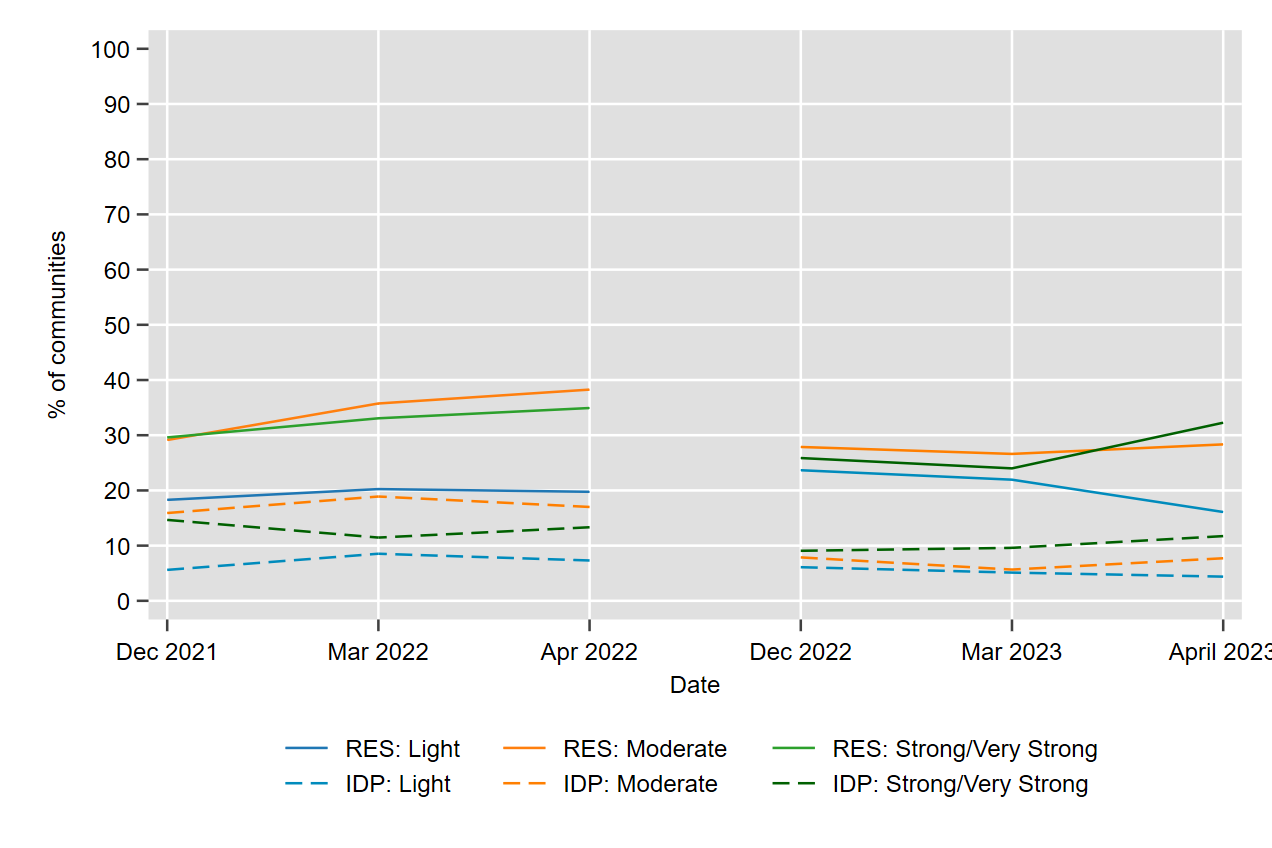 100
90
80
70
60
50
40
30
20
10
0
% of communities
Dec 2021 Mar 2022 Apr 2022 Dec 2022 Mar 2023 April 2023
Date
RES: Light RES: Moderate RES: Strong/Very Strong
IDP: Light IDP: Moderate IDP: Strong/Very Strong